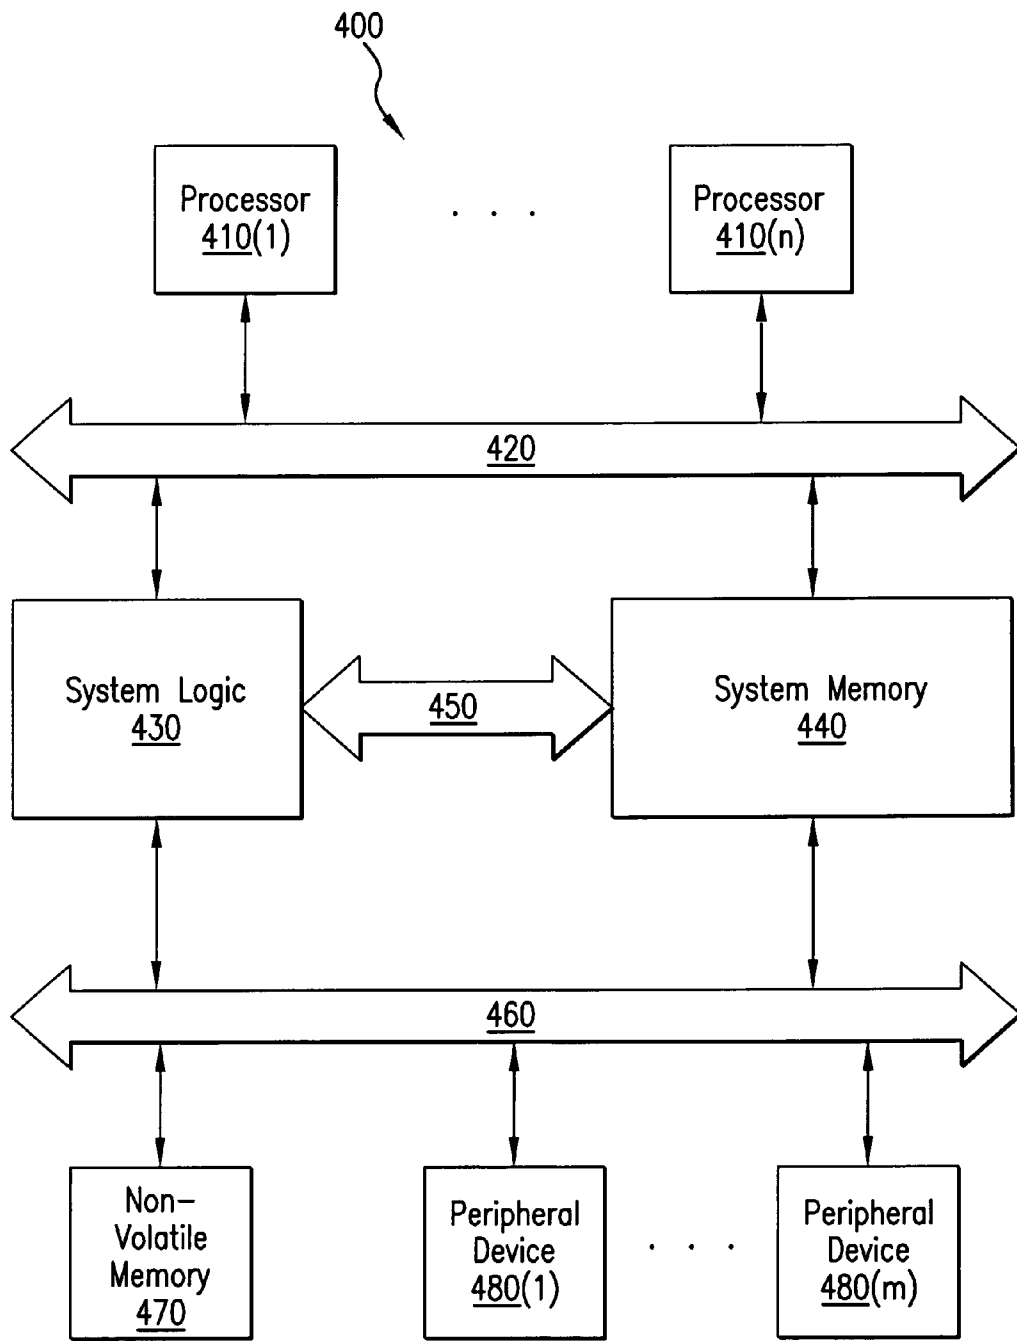 400
Processor
410(1)
. . .
Processor
410(n)
420
System Logic
430
450
System Memory
440
460
Non-
Volatile
Memory
470
Peripheral
Device
480(1)
. . .
Peripheral
Device
480(m)